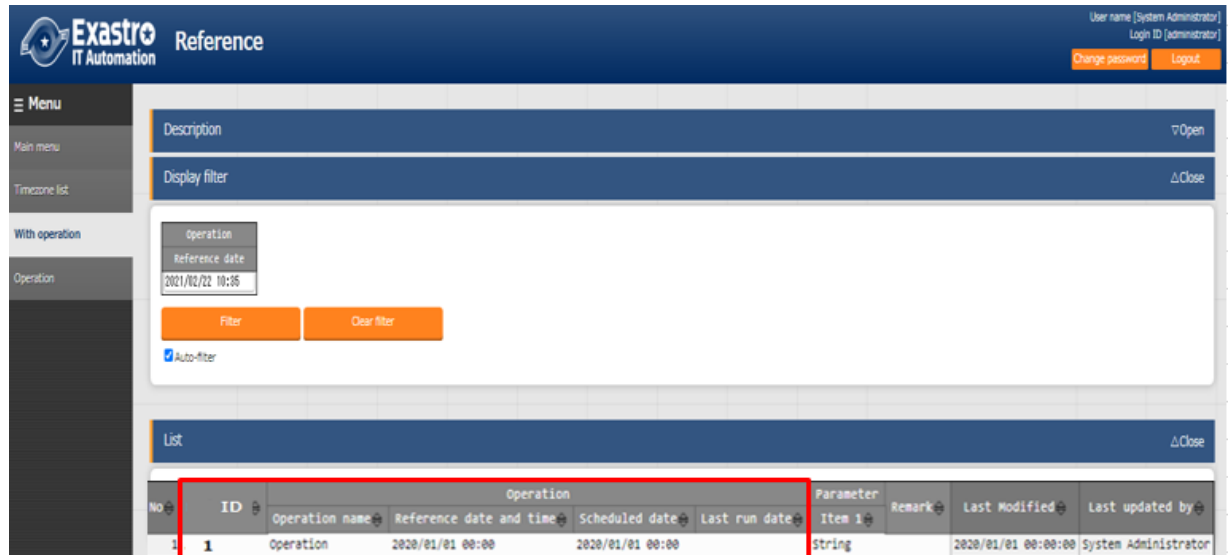 Exastro
IT Automation
Reference
User name [System Administrator]
Login ID [administrator]
Change password
Logout
Menu
Main menu
Timezone list
With operation
Operation
Description
▽Open
Display filter
△Close
Operation
Reference date
2021/02/22 10:35
Filter
Clear filter
Auto-filter
List
△Close
No ID Operation Parameter Remark Last Modified Last updated by
Operation name Reference date and time Scheduled date Last run date Item 1
1 1 Operation 2020/01/01 00:00 2020/01/01 00:00 String 2020/01/01 00:00:00 System Administrator